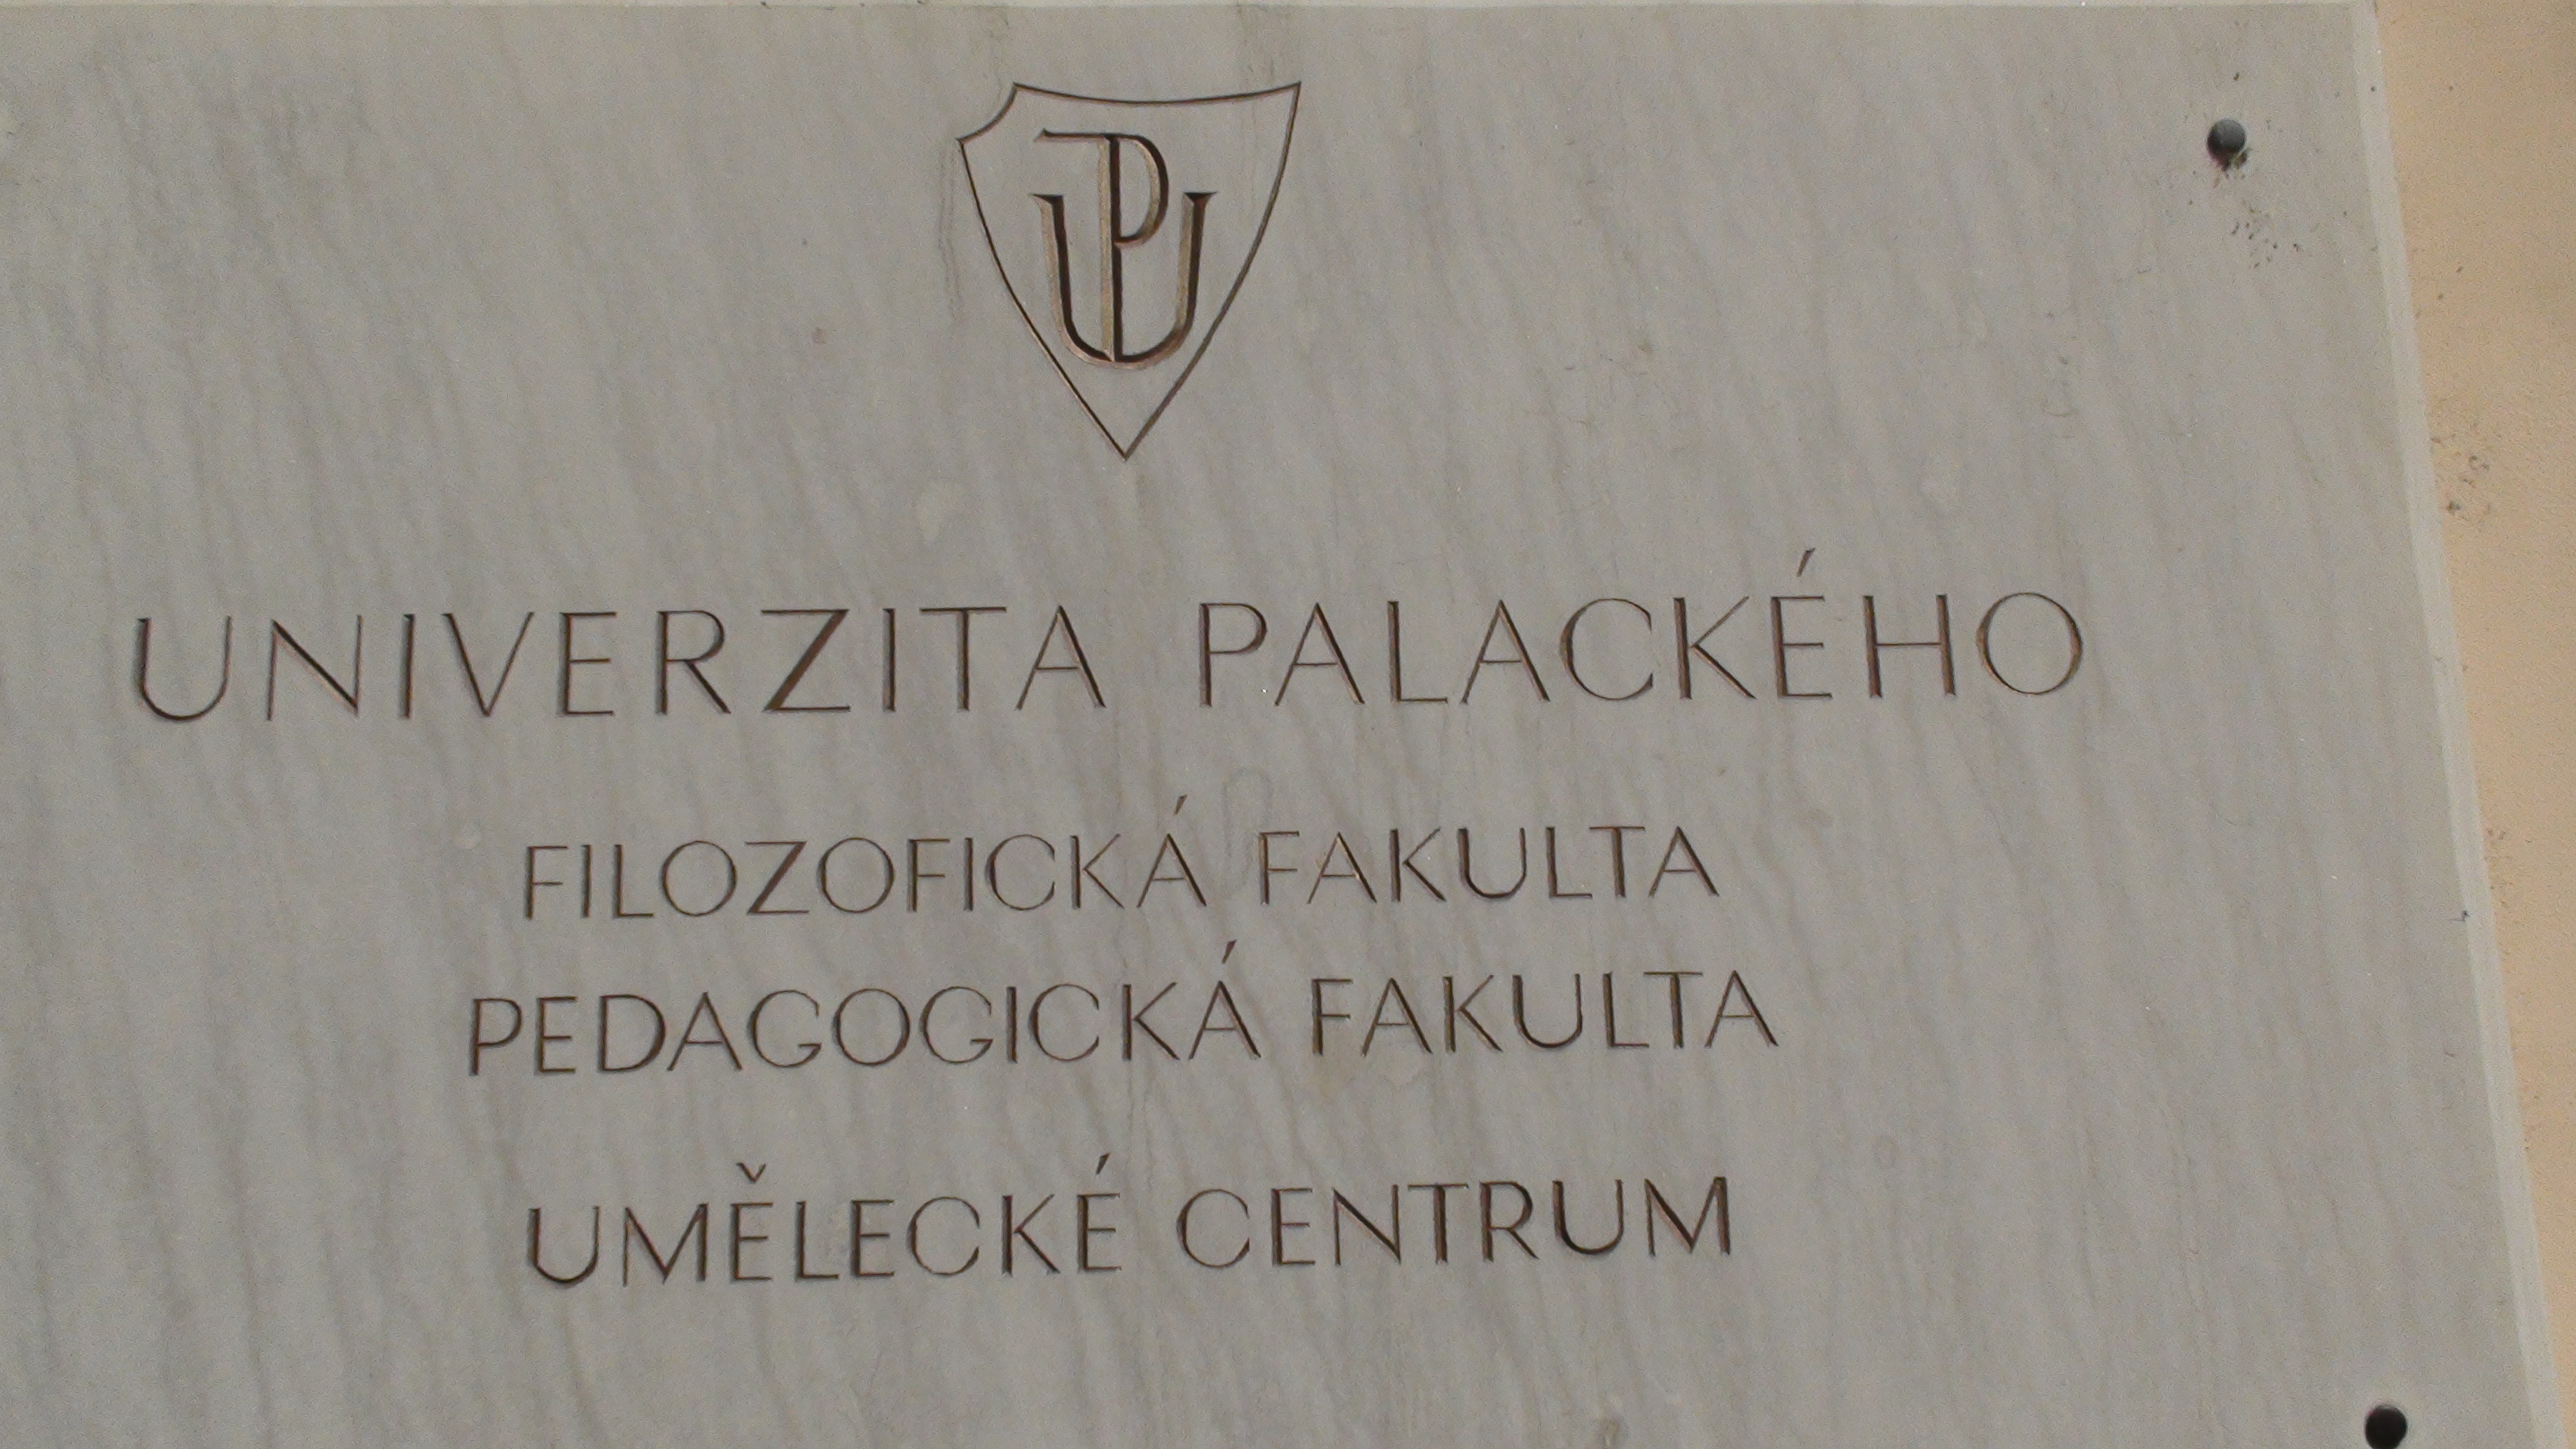 UP
UNIVERZITA PALACKÉHO
FILOZOFICKÁ FAKULTA
PEDAGOGICKÁ FAKULTA
UMĚLECKÉ CENTRUM